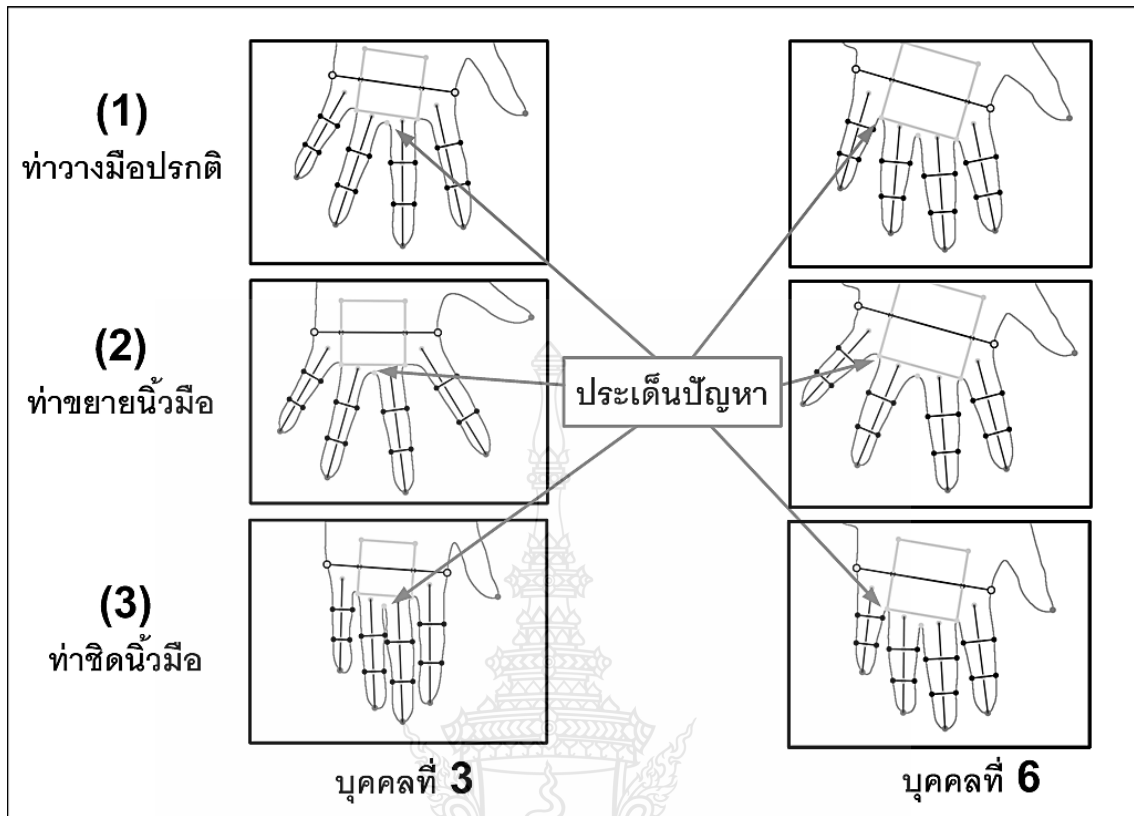 (1)
ท่าวางมือปรกติ
(2)
ท่าขยายนิ้วมือ
ประเด็นปัญหา
(3)
ท่าชิดนิ้วมือ
บุคคลที่ 3
บุคคลที่ 6